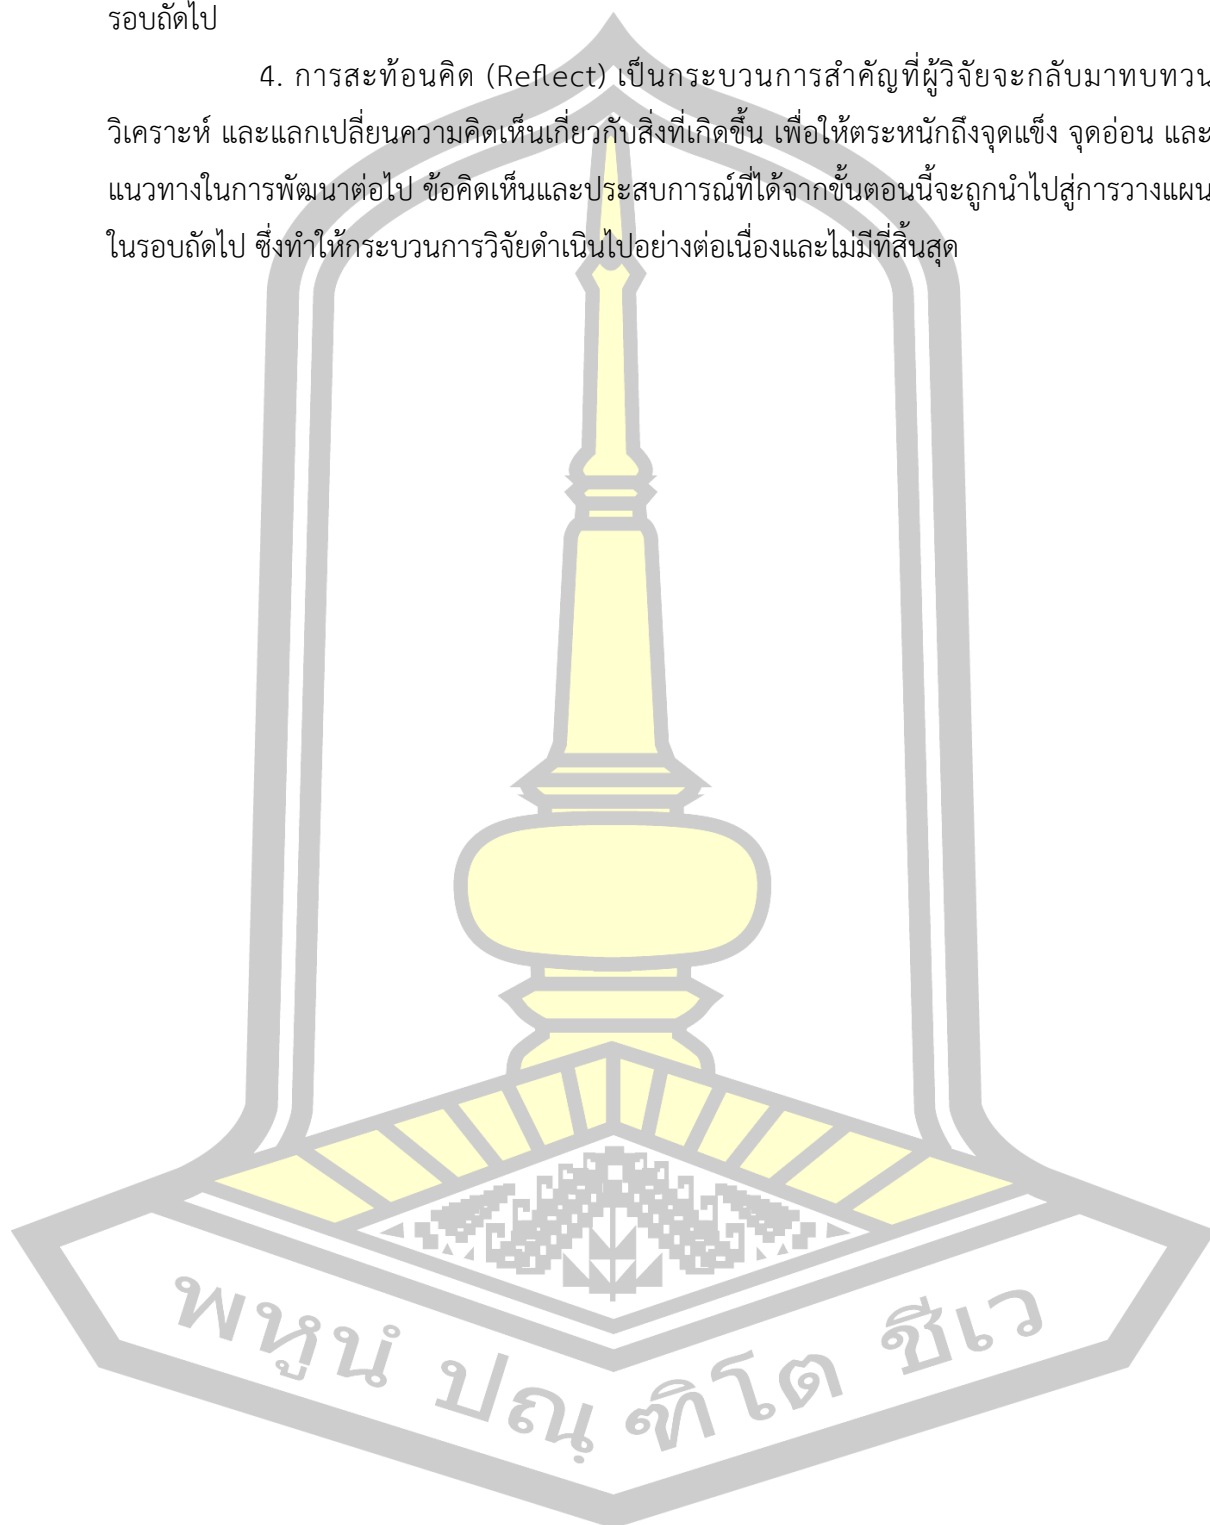 รอบถัดไป
4. การสะท้อนคิด (Reflect) เป็นกระบวนการสำคัญที่ผู้วิจัยจะกลับมาทบทวน
วิเคราะห์ และแลกเปลี่ยนความคิดเห็นเกี่ยวกับสิ่งที่เกิดขึ้น เพื่อให้ตระหนักถึงจุดแข็ง จุดอ่อน และ
แนวทางในการพัฒนาต่อไป ข้อคิดเห็นและประสบการณ์ที่ได้จากขั้นตอนนี้จะถูกนำไปสู่การวางแผน
ในรอบถัดไป ซึ่งทำให้กระบวนการวิจัยดำเนินไปอย่างต่อเนื่องและไม่มีที่สิ้นสุด
พหูนํ ปณฺ ฑิโต ชีเว